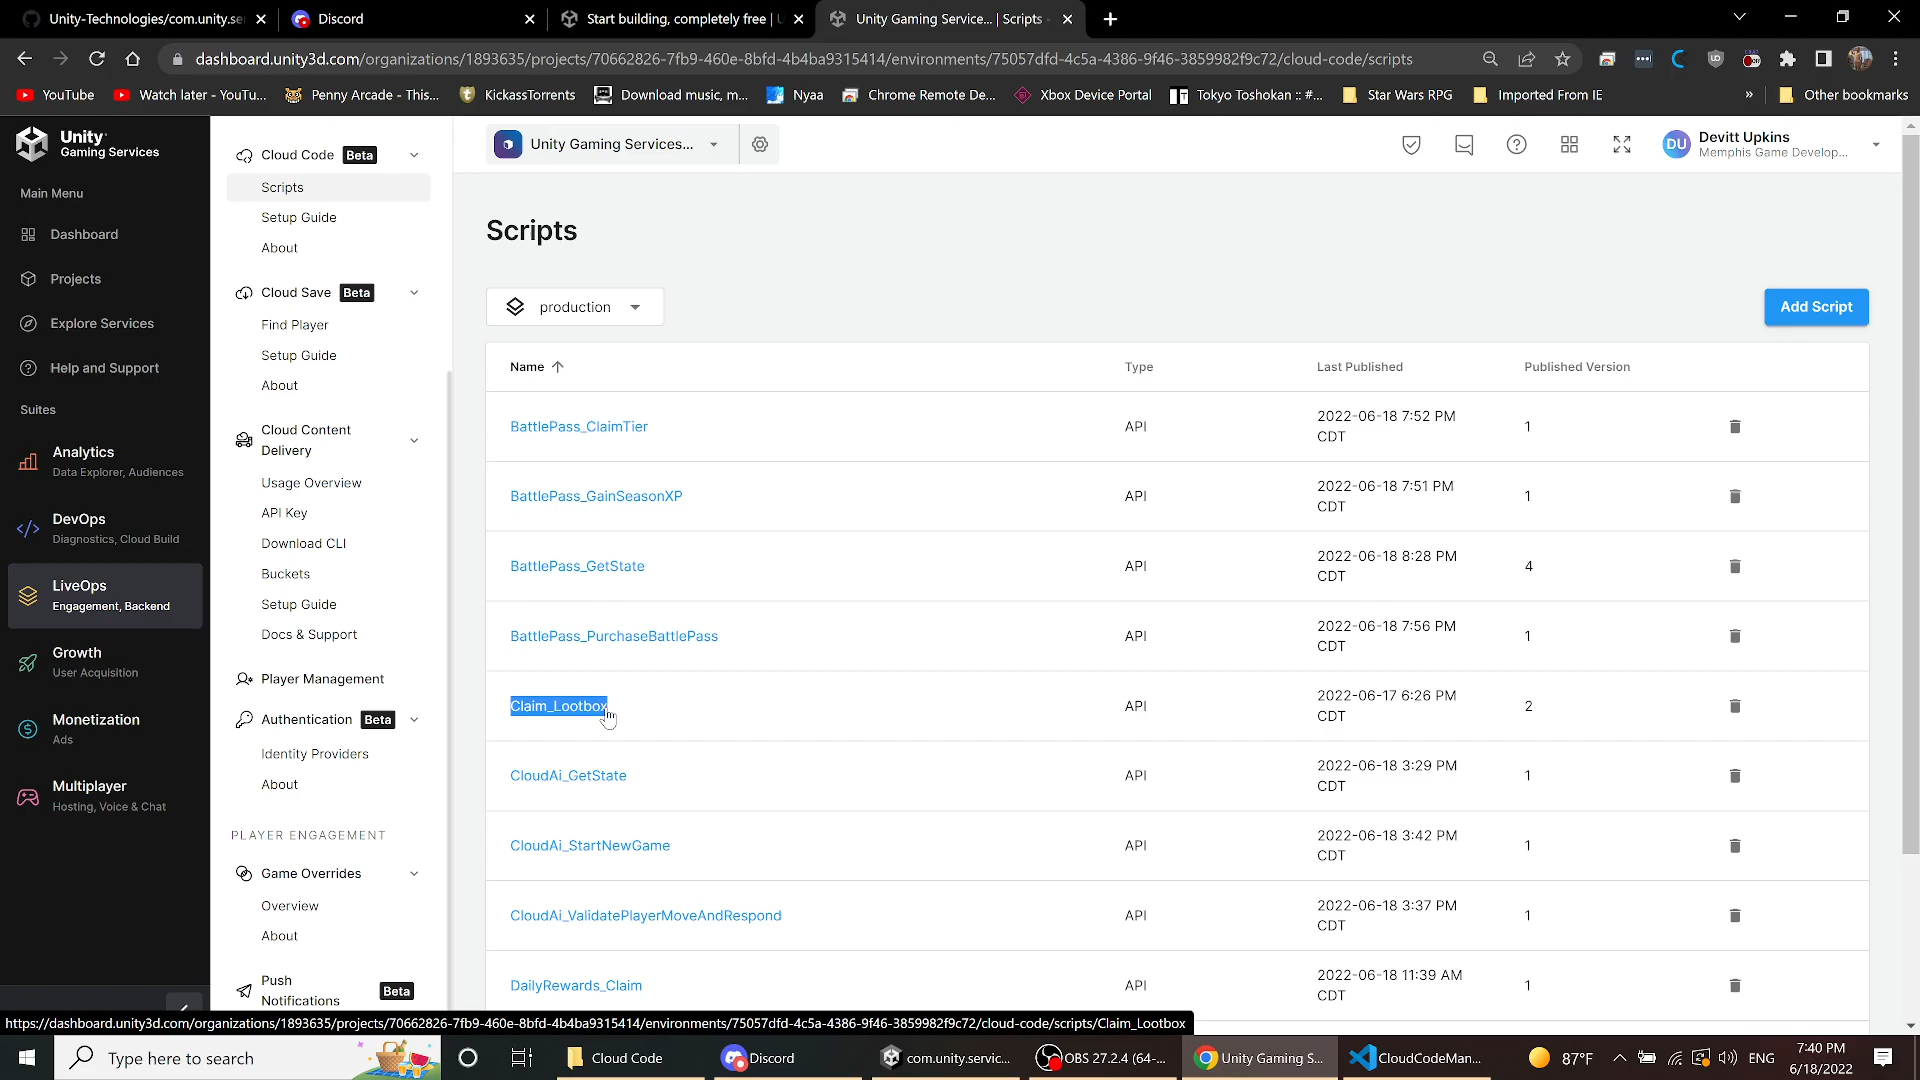 Unity-Technologies/com.unity.se
Discord
Start building, completely free | U
Unity Gaming Service... | Scripts -
dashboard.unity3d.com/organizations/1893635/projects/70662826-7fb9-460e-8bfd-4b4ba9315414/environments/75057dfd-4c5a-4386-9f46-3859982f9c72/cloud-code/scripts
YouTube
Watch later - YouTu...
Penny Arcade - This...
KickassTorrents
Download music, m...
Nyaa
Chrome Remote De...
Xbox Device Portal
Tokyo Toshokan :: #...
Star Wars RPG
Imported From IE
»
Other bookmarks
Unity
Gaming Services
Main Menu
Dashboard
Projects
Explore Services
Help and Support
Suites
Analytics
Data Explorer, Audiences
DevOps
Diagnostics, Cloud Build
LiveOps
Engagement, Backend
Growth
User Acquisition
Monetization
Ads
Multiplayer
Hosting, Voice & Chat
Cloud Code Beta
Scripts
Setup Guide
About
Cloud Save Beta
Find Player
Setup Guide
About
Cloud Content
Delivery
Usage Overview
API Key
Download CLI
Buckets
Setup Guide
Docs & Support
Player Management
Authentication Beta
Identity Providers
About
PLAYER ENGAGEMENT
Game Overrides
Overview
About
Push
Notifications Beta
Unity Gaming Services...
DU
Devitt Upkins
Memphis Game Develop...
Scripts
production
Add Script
Name Type Last Published Published Version
BattlePass_ClaimTier API 2022-06-18 7:52 PM CDT 1
BattlePass_GainSeasonXP API 2022-06-18 7:51 PM CDT 1
BattlePass_GetState API 2022-06-18 8:28 PM CDT 4
BattlePass_PurchaseBattlePass API 2022-06-18 7:56 PM CDT 1
Claim_Lootbox API 2022-06-17 6:26 PM CDT 2
CloudAi_GetState API 2022-06-18 3:29 PM CDT 1
CloudAi_StartNewGame API 2022-06-18 3:42 PM CDT 1
CloudAi_ValidatePlayerMoveAndRespond API 2022-06-18 3:37 PM CDT 1
DailyRewards_Claim API 2022-06-18 11:39 AM CDT 1
https://dashboard.unity3d.com/organizations/1893635/projects/70662826-7fb9-460e-8bfd-4b4ba9315414/environments/75057dfd-4c5a-4386-9f46-3859982f9c72/cloud-code/scripts/Claim_Lootbox
Type here to search
Cloud Code
Discord
com.unity.servic...
OBS 27.2.4 (64-...
Unity Gaming S...
CloudCodeMan...
87°F
ENG
7:40 PM
6/18/2022